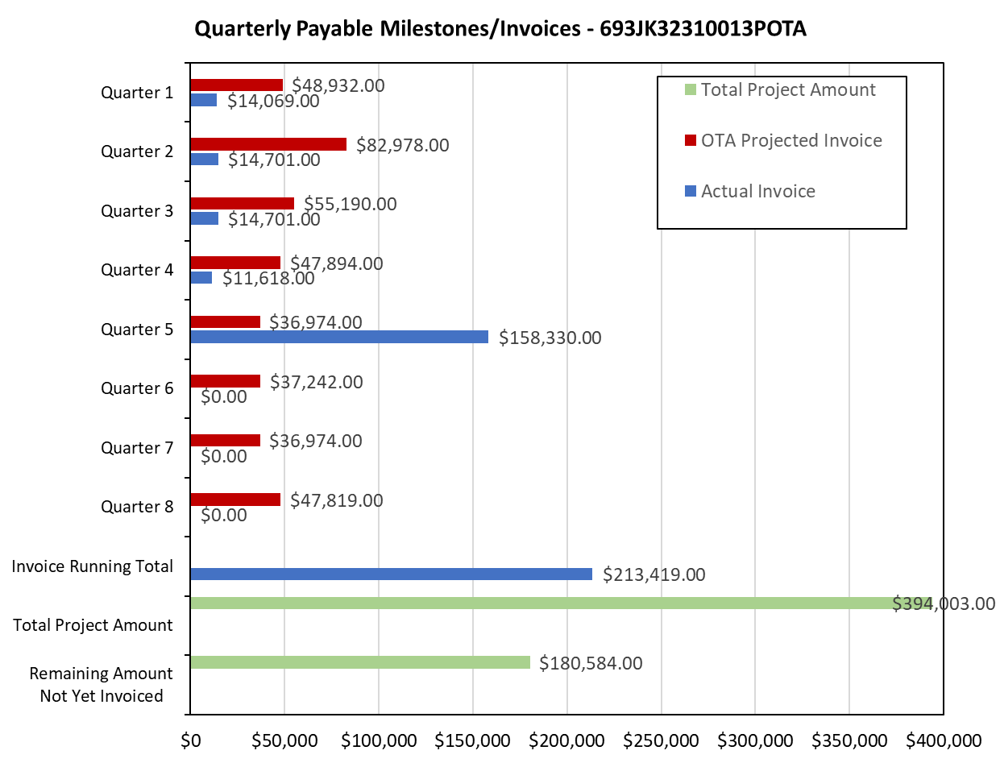 Quarterly Payable Milestones/Invoices - 693JK32310013POTA
Total Project Amount
OTA Projected Invoice
Actual Invoice
Quarter 1
$48,932.00
$14,069.00
Quarter 2
$82,978.00
$14,701.00
Quarter 3
$55,190.00
$14,701.00
Quarter 4
$47,894.00
$11,618.00
Quarter 5
$36,974.00
$158,330.00
Quarter 6
$37,242.00
$0.00
Quarter 7
$36,974.00
$0.00
Quarter 8
$47,819.00
$0.00
Invoice Running Total
$213,419.00
Total Project Amount
$394,003.00
Remaining Amount
Not Yet Invoiced
$180,584.00
$0 $50,000 $100,000 $150,000 $200,000 $250,000 $300,000 $350,000 $400,000